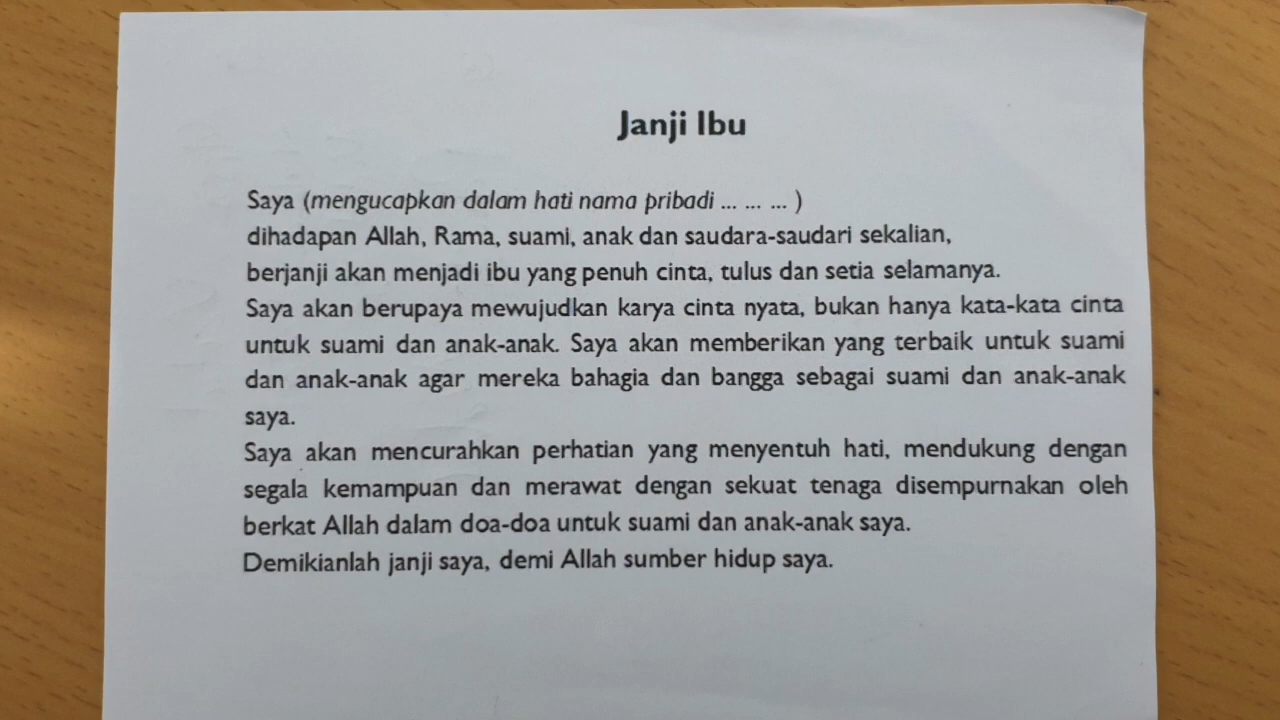 Janji Ibu
Saya (mengucapkan dalam hati nama pribadi ... ... ... )
dihadapan Allah, Rama, suami, anak dan saudara-saudari sekalian,
berjanji akan menjadi ibu yang penuh cinta, tulus dan setia selamanya.
Saya akan berupaya mewujudkan karya cinta nyata, bukan hanya kata-kata cinta
untuk suami dan anak-anak. Saya akan memberikan yang terbaik untuk suami
dan anak-anak agar mereka bahagia dan bangga sebagai suami dan anak-anak
saya.
Saya akan mencurahkan perhatian yang menyentuh hati, mendukung dengan
segala kemampuan dan merawat dengan sekuat tenaga disempurnakan oleh
berkat Allah dalam doa-doa untuk suami dan anak-anak saya.
Demikianlah janji saya, demi Allah sumber hidup saya.